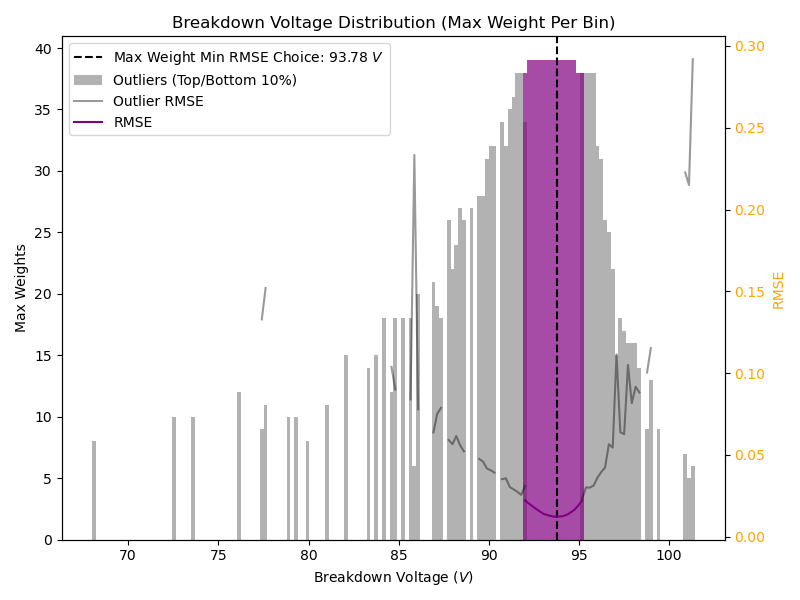 Breakdown Voltage Distribution (Max Weight Per Bin)
Max Weight Min RMSE Choice: 93.78 V
Outliers (Top/Bottom 10%)
Outlier RMSE
RMSE
Max Weights
40
35
30
25
20
15
10
5
0
0.30
0.25
0.20
0.15
0.10
0.05
0.00
RMSE
70 75 80 85 90 95 100
Breakdown Voltage (V)